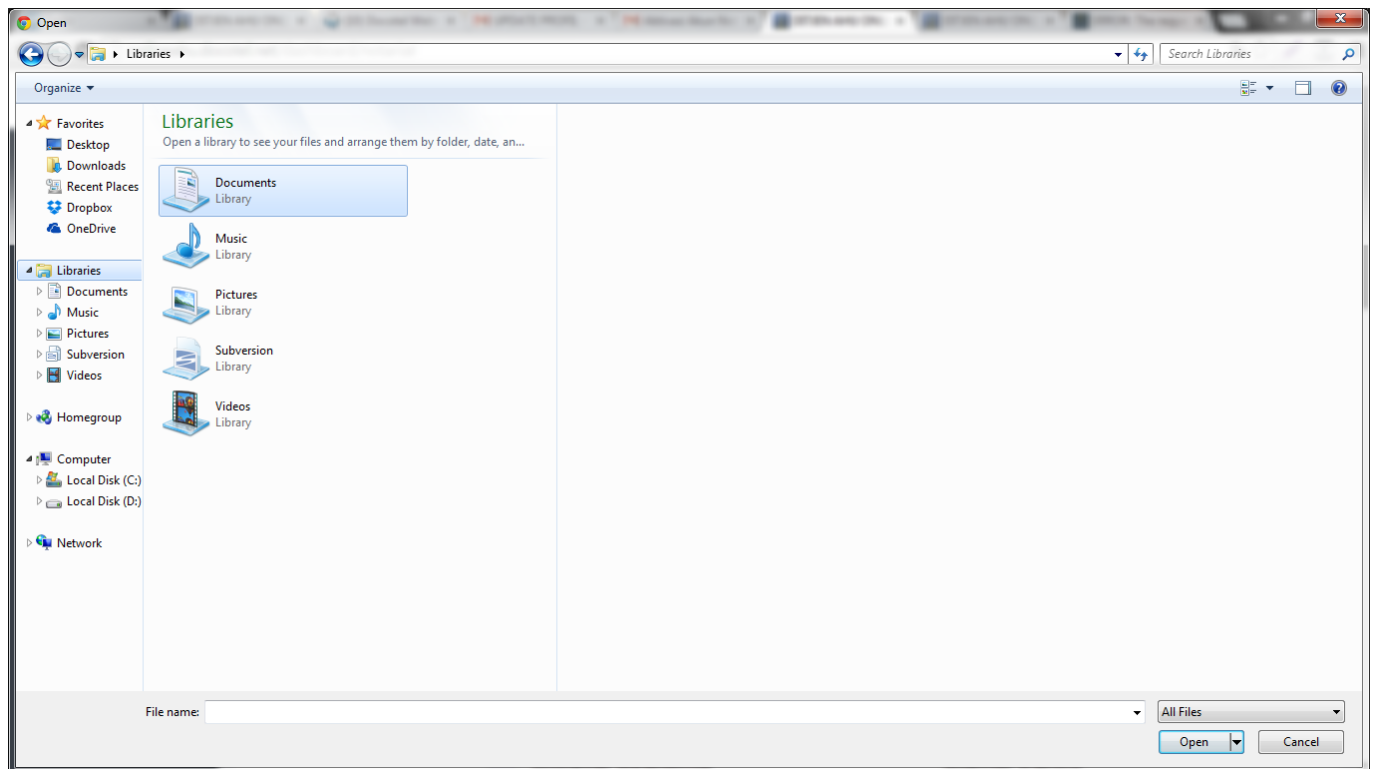 Open
Libraries
Search Libraries
Organize
Favorites
Desktop
Downloads
Recent Places
Dropbox
OneDrive
Libraries
Documents
Music
Pictures
Subversion
Videos
Homegroup
Computer
Local Disk (C:)
Local Disk (D:)
Network
Libraries
Open a library to see your files and arrange them by folder, date, an...
Documents
Library
Music
Library
Pictures
Library
Subversion
Library
Videos
Library
File name:
All Files
Open
Cancel